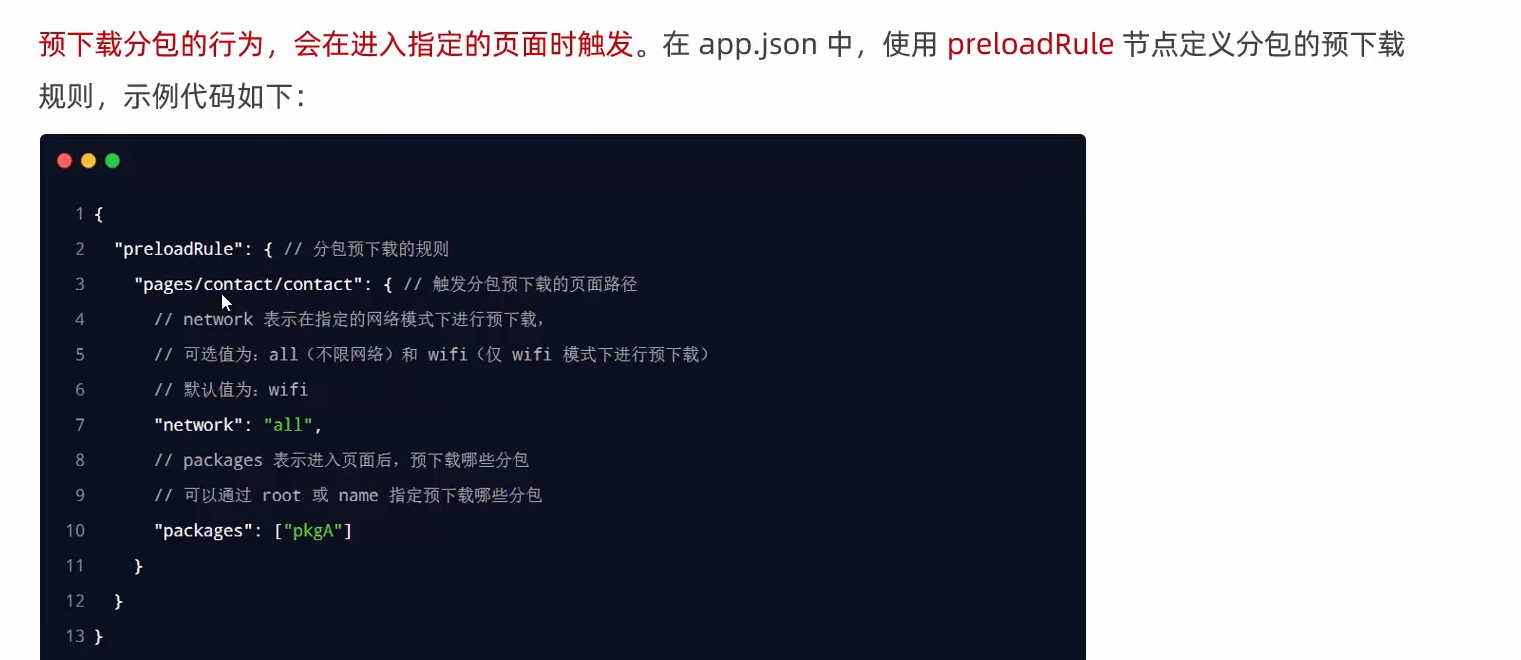 预下载分包的行为，会在进入指定的页面时触发。在 app.json 中，使用 preloadRule 节点定义分包的预下载
规则，示例代码如下：
1 {
2 "preloadRule": { // 分包预下载的规则
3 "pages/contact/contact": { // 触发分包预下载的页面路径
4 // network 表示在指定的网络模式下进行预下载，
5 // 可选值为：all（不限网络）和 wifi（仅 wifi 模式下进行预下载）
6 // 默认值为：wifi
7 "network": "all",
8 // packages 表示进入页面后，预下载哪些分包
9 // 可以通过 root 或 name 指定预下载哪些分包
10 "packages": ["pkgA"]
11 }
12 }
13 }